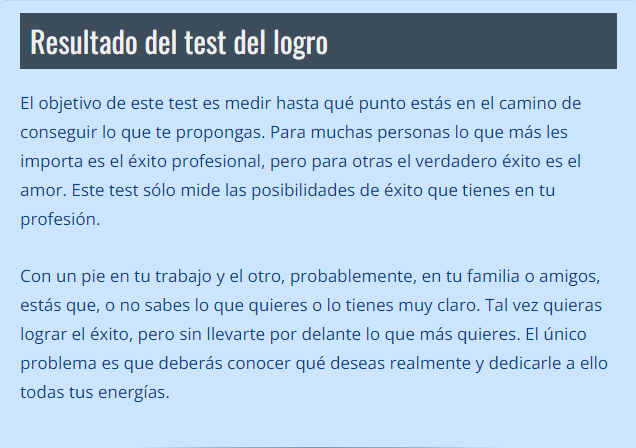 Resultado del test del logro
El objetivo de este test es medir hasta qué punto estás en el camino de
conseguir lo que te propongas. Para muchas personas lo que más les
importa es el éxito profesional, pero para otras el verdadero éxito es el
amor. Este test sólo mide las posibilidades de éxito que tienes en tu
profesión.
Con un pie en tu trabajo y el otro, probablemente, en tu familia o amigos,
estás que, o no sabes lo que quieres o lo tienes muy claro. Tal vez quieras
lograr el éxito, pero sin llevarte por delante lo que más quieres. El único
problema es que deberás conocer qué deseas realmente y dedicarle a ello
todas tus energías.